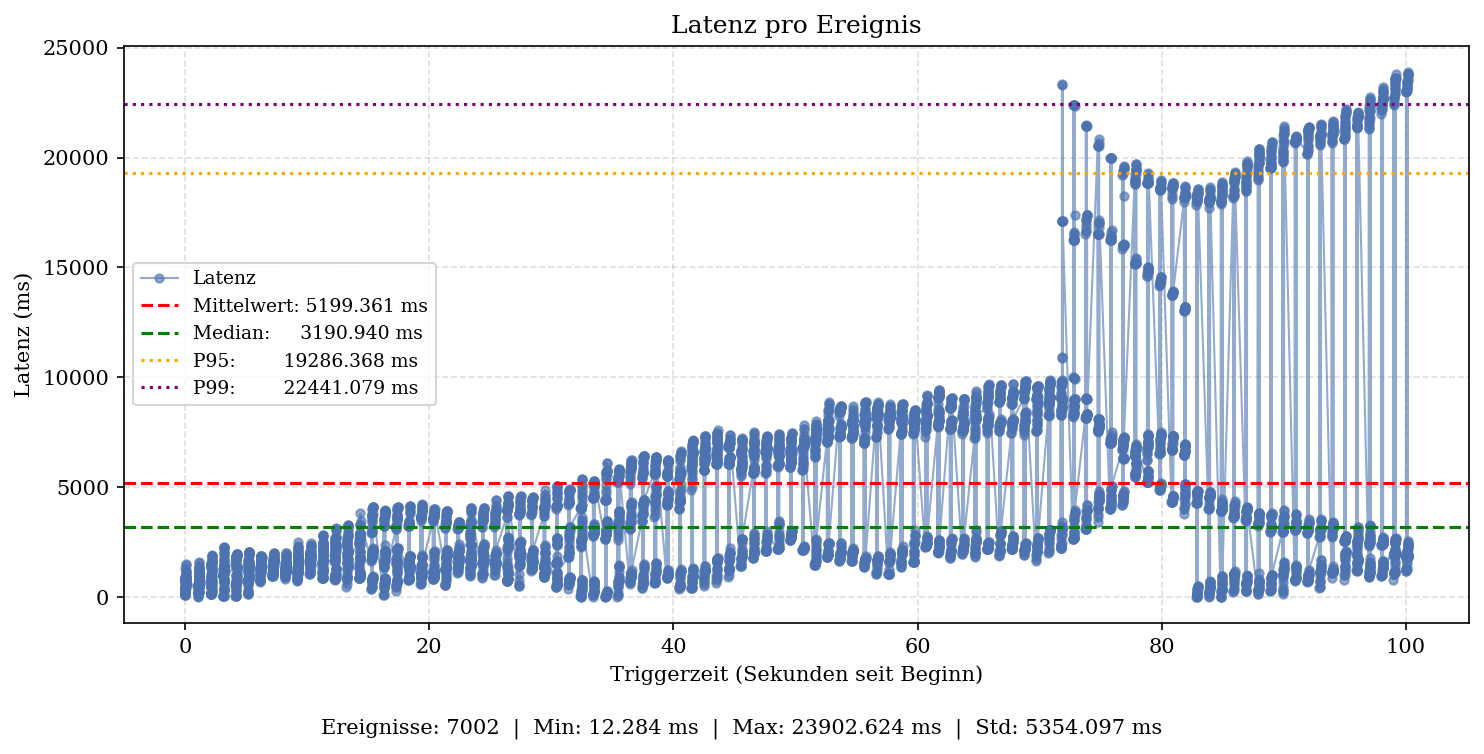 Latenz pro Ereignis
Latenz (ms)
25000
20000
15000
10000
5000
0
Latenz
Mittelwert: 5199.361 ms
Median: 3190.940 ms
P95: 19286.368 ms
P99: 22441.079 ms
0 20 40 60 80 100
Triggerzeit (Sekunden seit Beginn)
Ereignisse: 7002 | Min: 12.284 ms | Max: 23902.624 ms | Std: 5354.097 ms